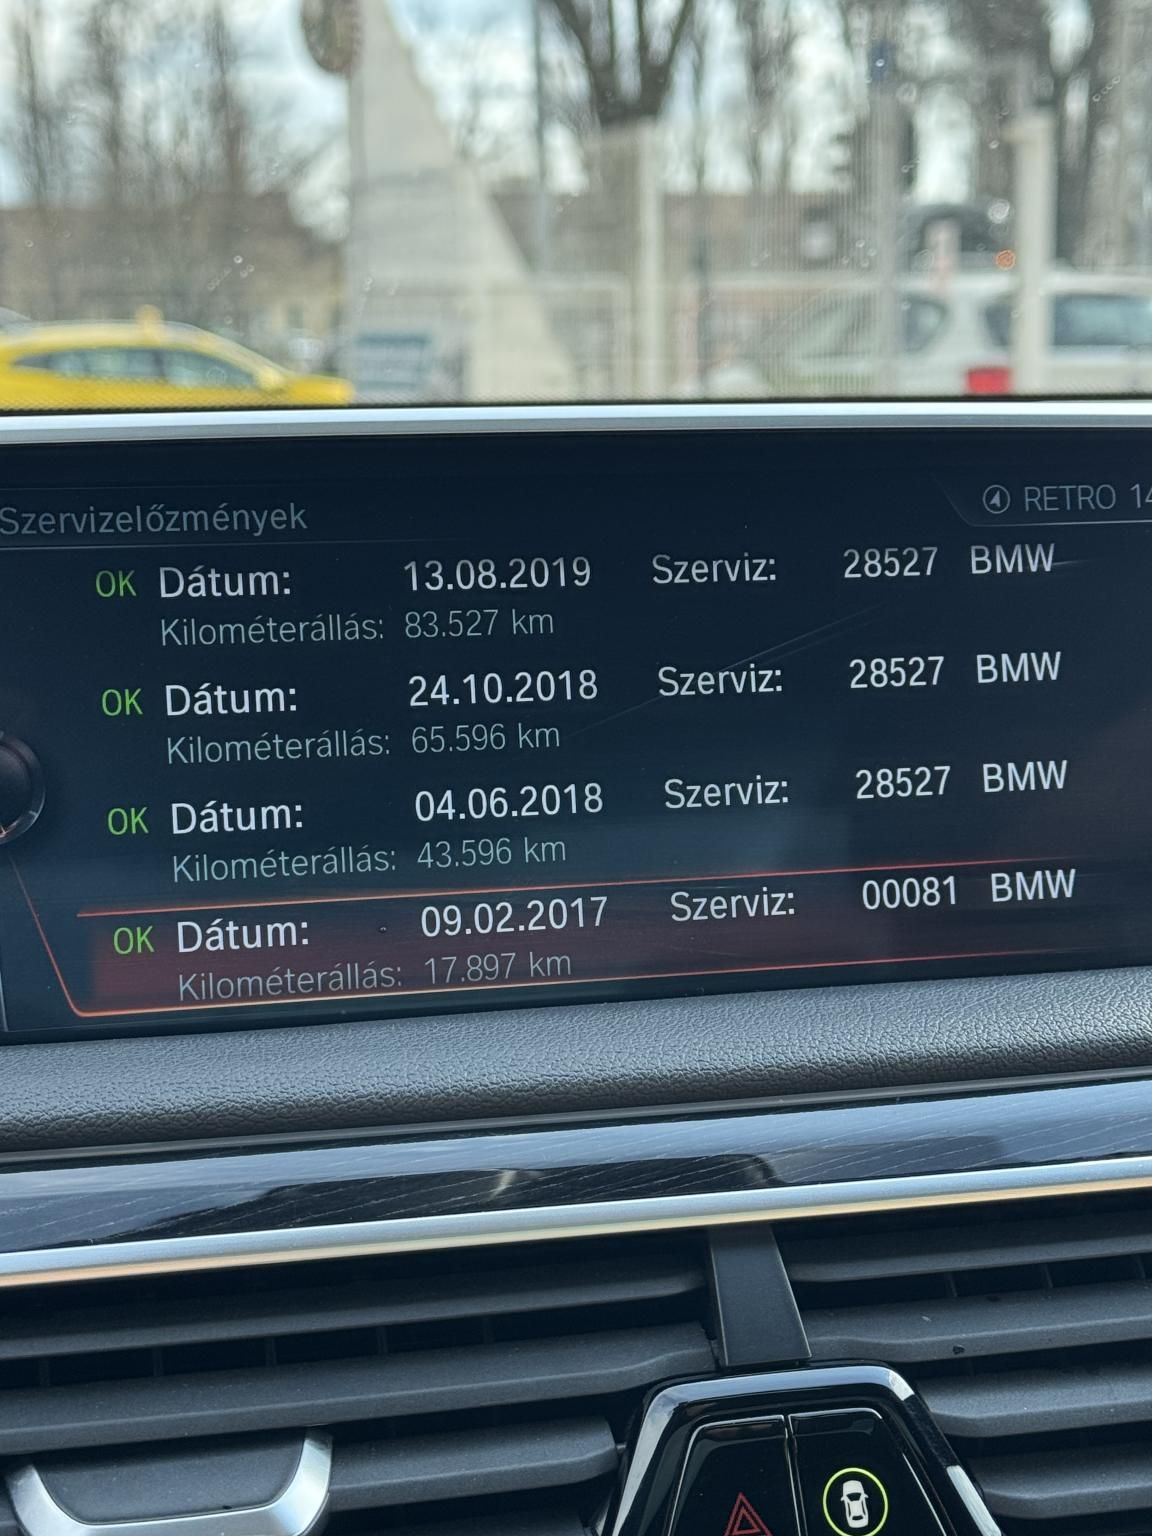 Szervizelőzmények
RETRO 14
OK Dátum: 13.08.2019 Szerviz: 28527 BMW
Kilométerállás: 83.527 km
OK Dátum: 24.10.2018 Szerviz: 28527 BMW
Kilométerállás: 65.596 km
OK Dátum: 04.06.2018 Szerviz: 28527 BMW
Kilométerállás: 43.596 km
OK Dátum: 09.02.2017 Szerviz: 00081 BMW
Kilométerállás: 17.897 km